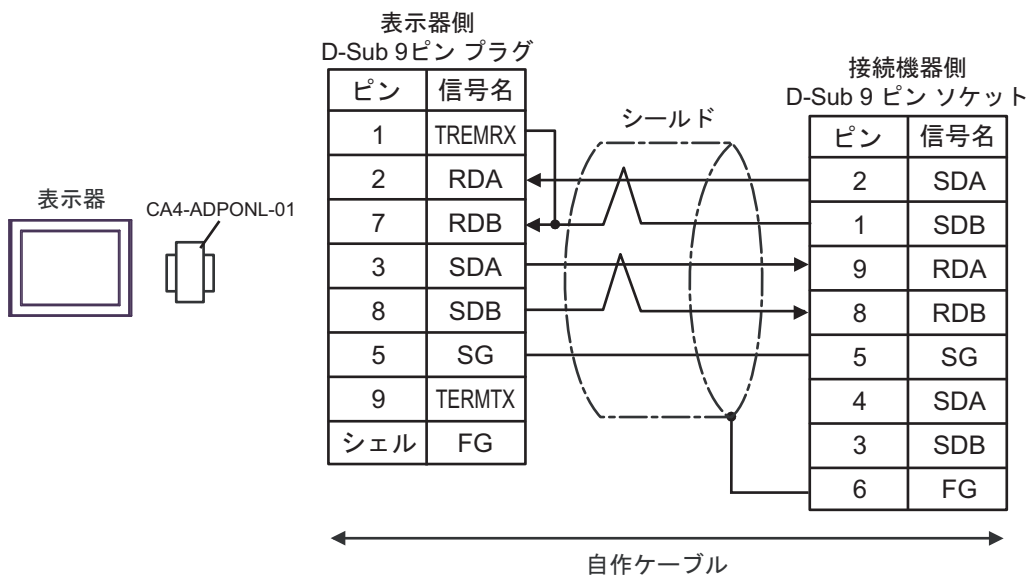 表示器側
D-Sub 9ピン プラグ
ピン 信号名
1 TREMRX
2 RDA
7 RDB
3 SDA
8 SDB
5 SG
9 TERMTX
シェル FG
シールド
接続機器側
D-Sub 9 ピン ソケット
ピン 信号名
2 SDA
1 SDB
9 RDA
8 RDB
5 SG
4 SDA
3 SDB
6 FG
表示器
CA4-ADPONL-01
自作ケーブル